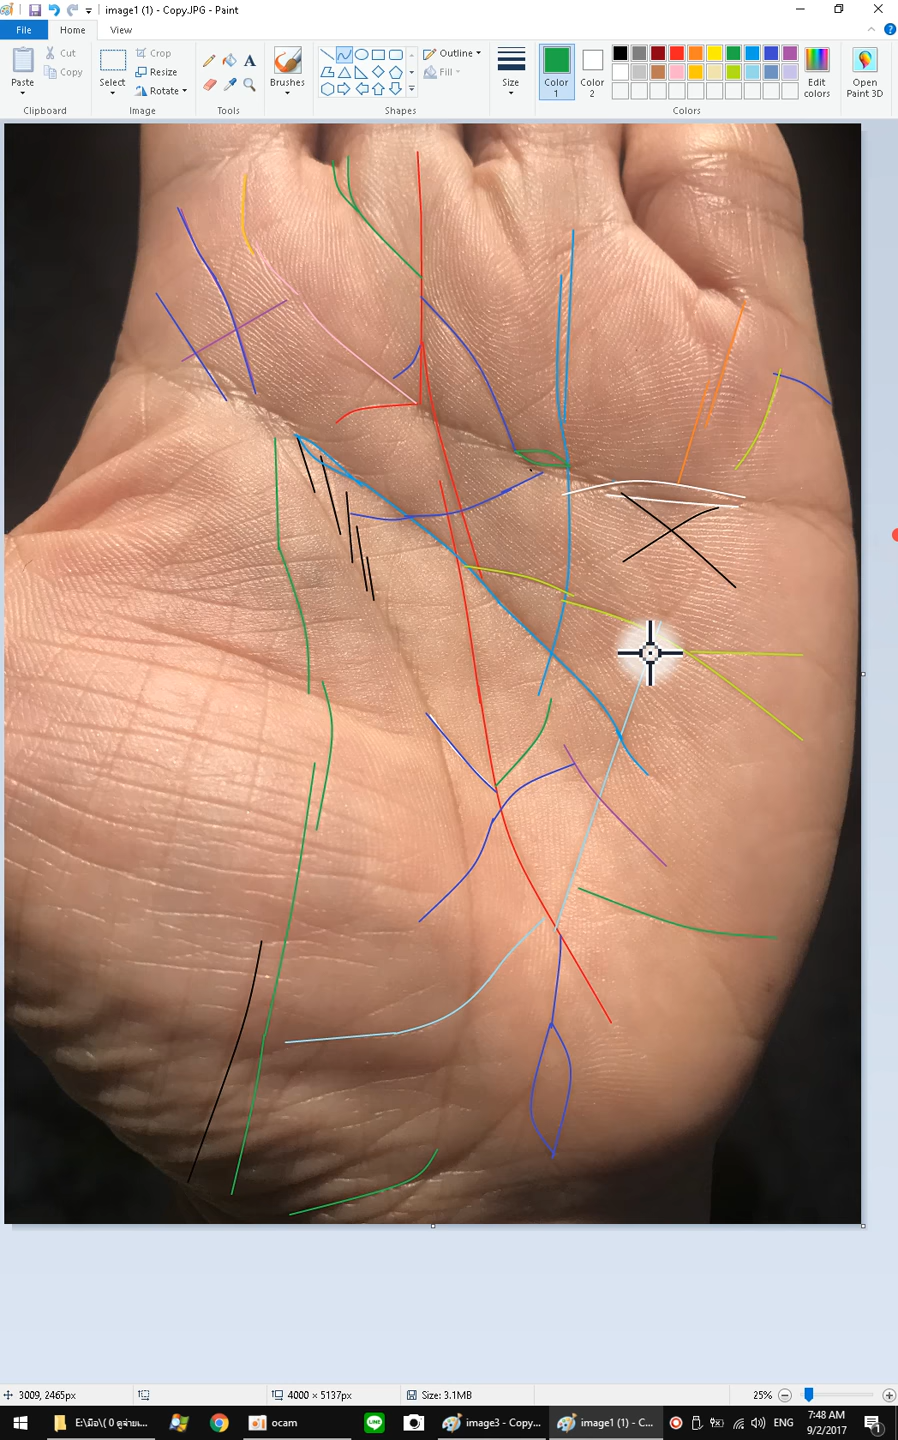 image1 (1) - Copy.JPG - Paint
File
Home
View
Paste
Cut
Copy
Clipboard
Select
Crop
Resize
Rotate
Image
A
Tools
Brushes
Outline
Fill
Shapes
Size
Color 1
Color 2
Edit colors
Colors
Open Paint 3D
3009, 2465px
4000 × 5137px
Size: 3.1MB
25%
ocam
LINE
image3 - Copy...
image1 (1) - C...
ENG
7:48 AM
9/2/2017
1